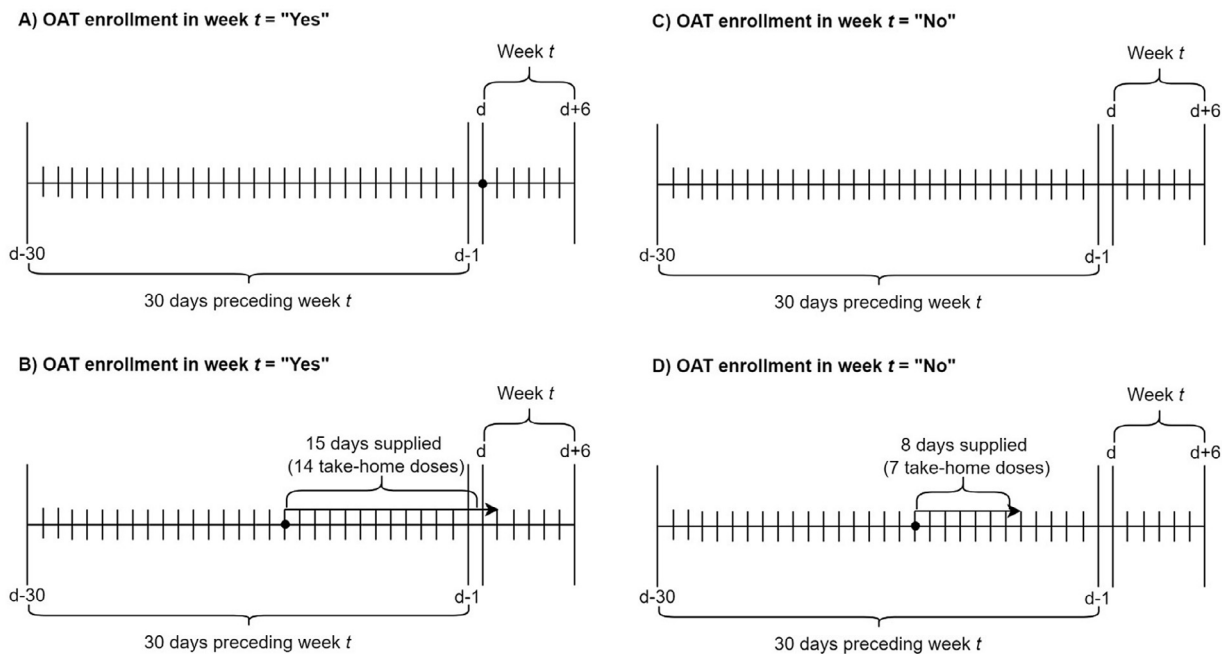 A) OAT enrollment in week t = "Yes"
Week t
d
d+6
d-30
d-1
30 days preceding week t
C) OAT enrollment in week t = "No"
Week t
d
d+6
d-30
d-1
30 days preceding week t
B) OAT enrollment in week t = "Yes"
Week t
15 days supplied
(14 take-home doses)
d
d+6
d-30
d-1
30 days preceding week t
D) OAT enrollment in week t = "No"
Week t
8 days supplied
(7 take-home doses)
d
d+6
d-30
d-1
30 days preceding week t